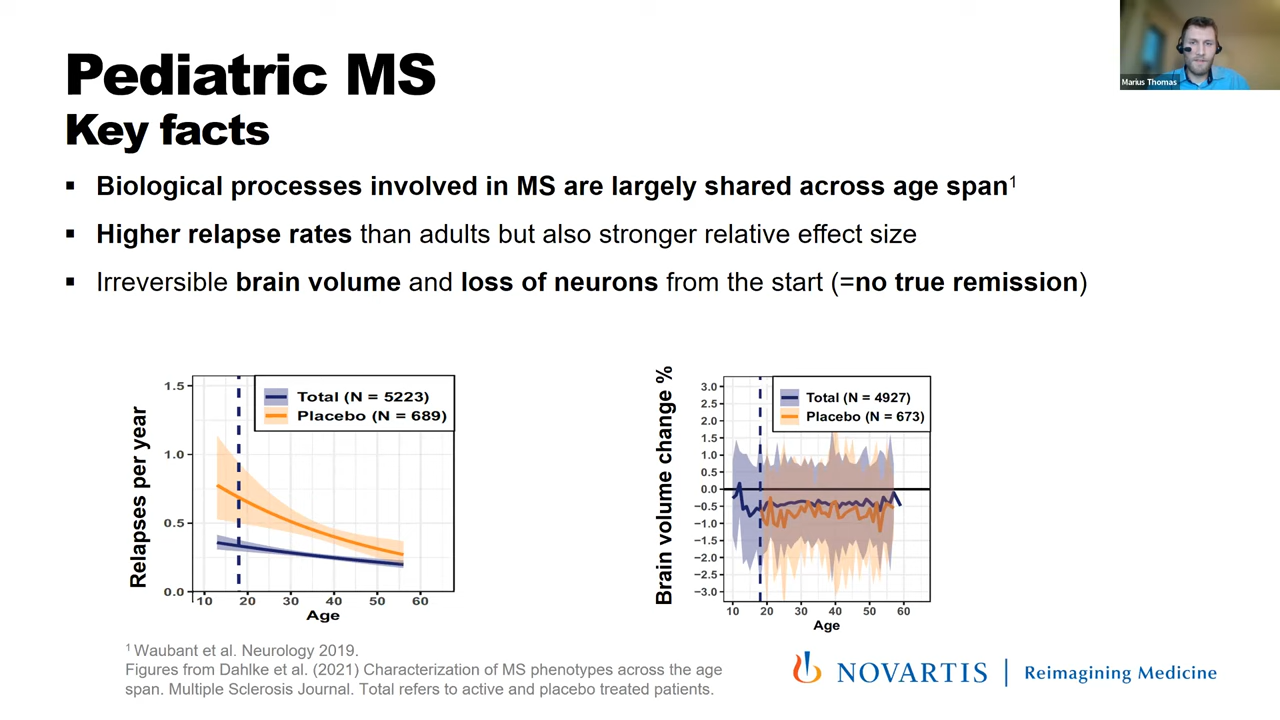 Pediatric MS
Key facts
Marius Thomas
▪ Biological processes involved in MS are largely shared across age span¹
▪ Higher relapse rates than adults but also stronger relative effect size
▪ Irreversible brain volume and loss of neurons from the start (=no true remission)
Relapses per year
1.5
1.0
0.5
0.0
Total (N = 5223)
Placebo (N = 689)
10 20 30 40 50 60
Age
Brain volume change %
3.0
2.5
2.0
1.5
1.0
0.5
0.0
−0.5
−1.0
−1.5
−2.0
−2.5
−3.0
Total (N = 4927)
Placebo (N = 673)
10 20 30 40 50 60
Age
¹ Waubant et al. Neurology 2019.
Figures from Dahlke et al. (2021) Characterization of MS phenotypes across the age
span. Multiple Sclerosis Journal. Total refers to active and placebo treated patients.
NOVARTIS | Reimagining Medicine